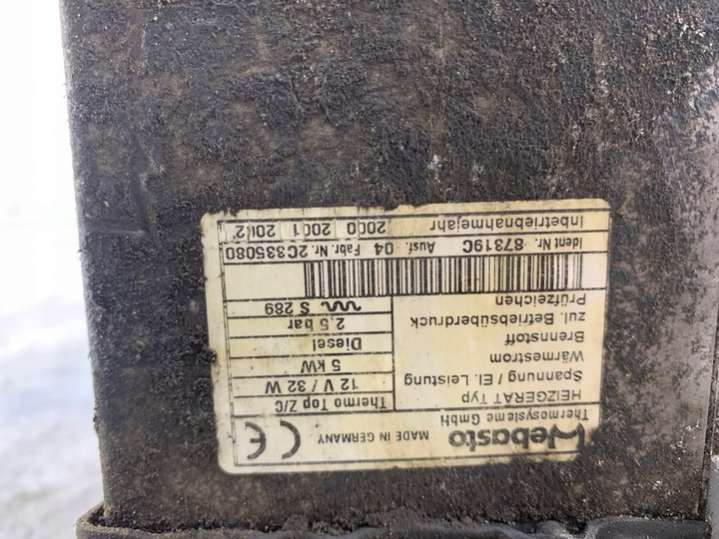 Webasto MADE IN GERMANY CE
Thermosysteme GmbH
HEIZGERÄT Typ Thermo Top Z/C
Spannung / El. Leistung 12 V / 32 W
Wärmestrom 5 kW
Brennstoff Diesel
zul. Betriebsüberdruck 2,5 bar
Prüfzeichen S 289
Ident Nr. 87319C Ausf. 04 Fabr. Nr. 2C335080
Inbetriebnahmejahr 2000 2001 2002